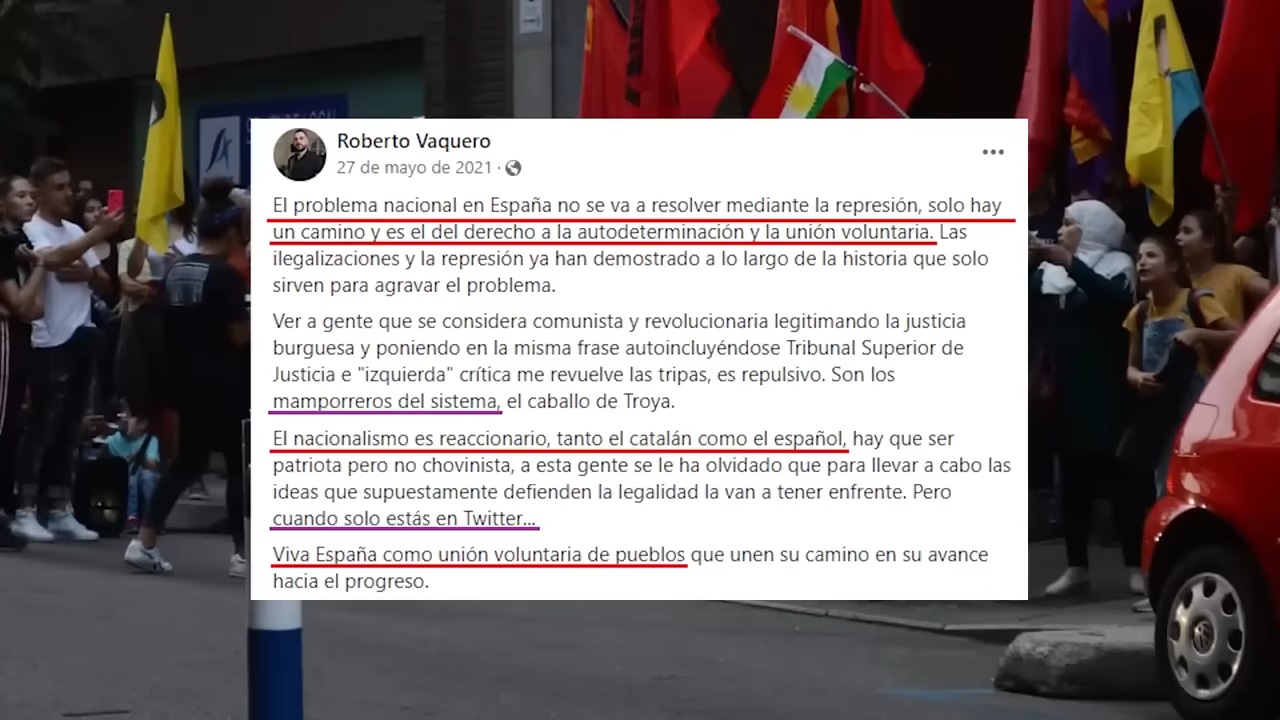 Roberto Vaquero
27 de mayo de 2021 ·
El problema nacional en España no se va a resolver mediante la represión, solo hay
un camino y es el del derecho a la autodeterminación y la unión voluntaria. Las
ilegalizaciones y la represión ya han demostrado a lo largo de la historia que solo
sirven para agravar el problema.
Ver a gente que se considera comunista y revolucionaria legitimando la justicia
burguesa y poniendo en la misma frase autoincluyéndose Tribunal Superior de
Justicia e "izquierda" crítica me revuelve las tripas, es repulsivo. Son los
mamporreros del sistema, el caballo de Troya.
El nacionalismo es reaccionario, tanto el catalán como el español, hay que ser
patriota pero no chovinista, a esta gente se le ha olvidado que para llevar a cabo las
ideas que supuestamente defienden la legalidad la van a tener enfrente. Pero
cuando solo estás en Twitter...
Viva España como unión voluntaria de pueblos que unen su camino en su avance
hacia el progreso.